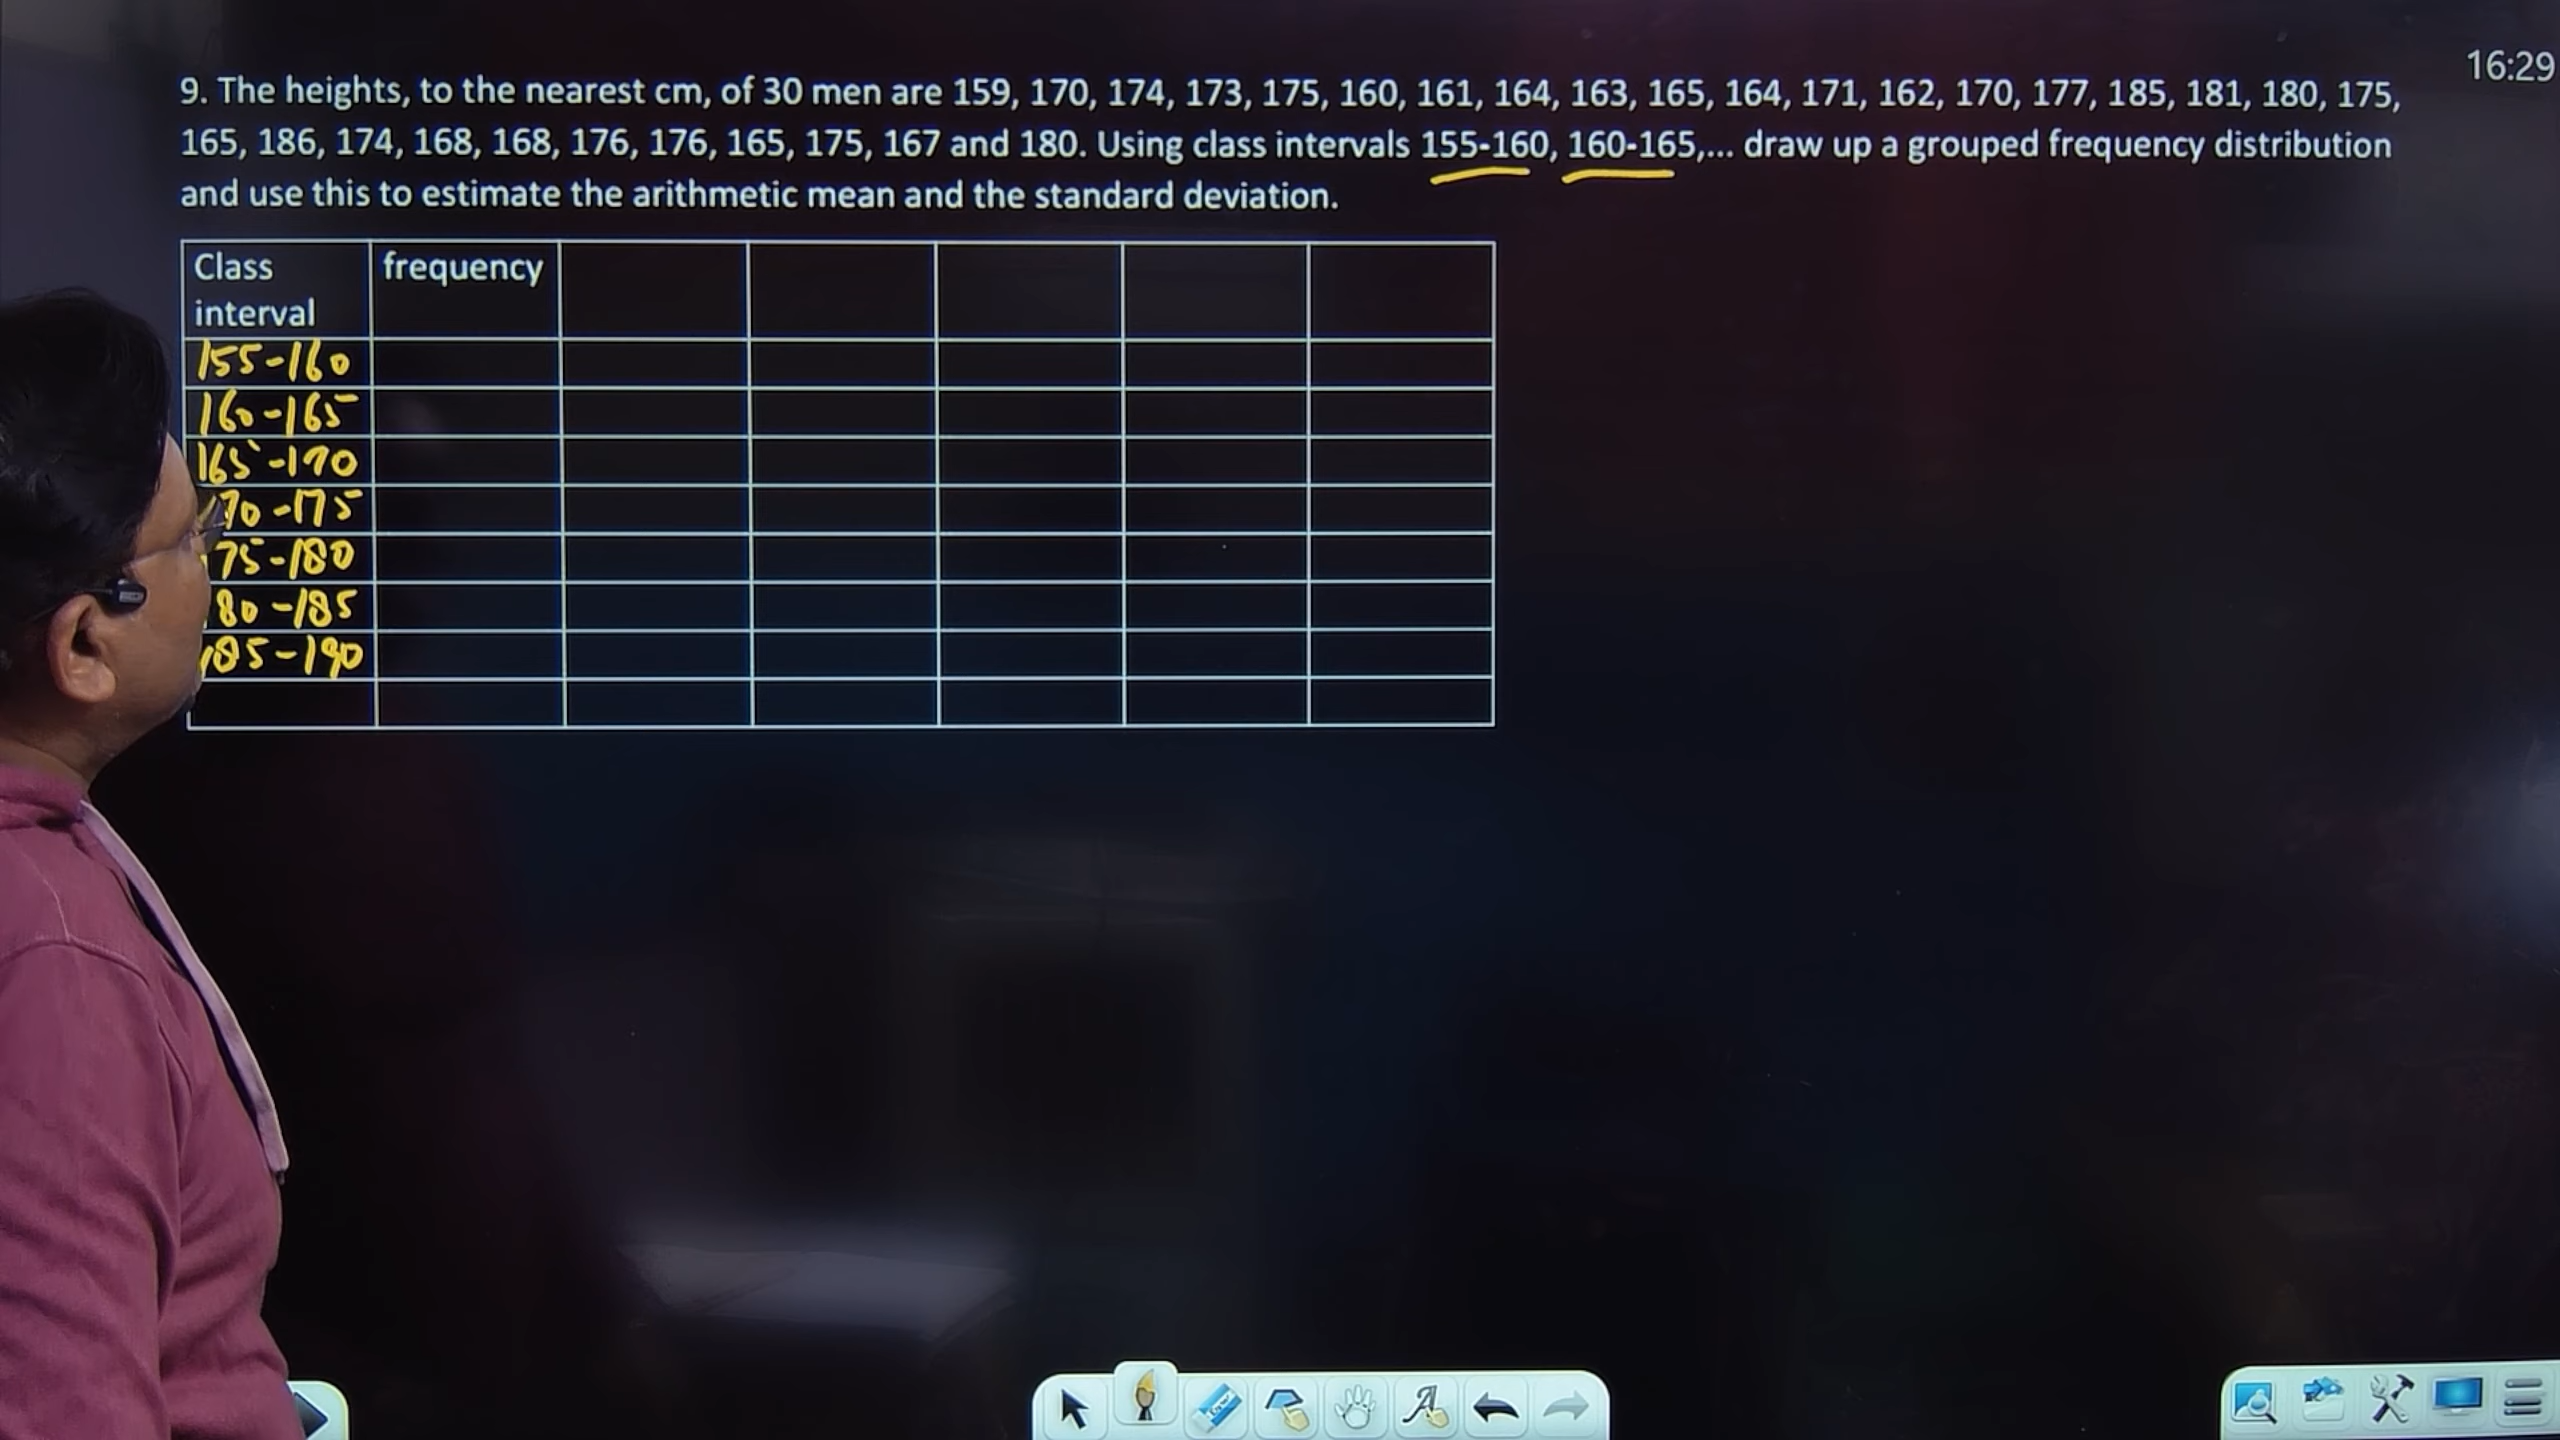 16:29
9. The heights, to the nearest cm, of 30 men are 159, 170, 174, 173, 175, 160, 161, 164, 163, 165, 164, 171, 162, 170, 177, 185, 181, 180, 175,
165, 186, 174, 168, 168, 176, 176, 165, 175, 167 and 180. Using class intervals 155-160, 160-165,... draw up a grouped frequency distribution
and use this to estimate the arithmetic mean and the standard deviation.
Class frequency
interval
155-160
160-165
165-170
70-175
75-180
80-185
185-190